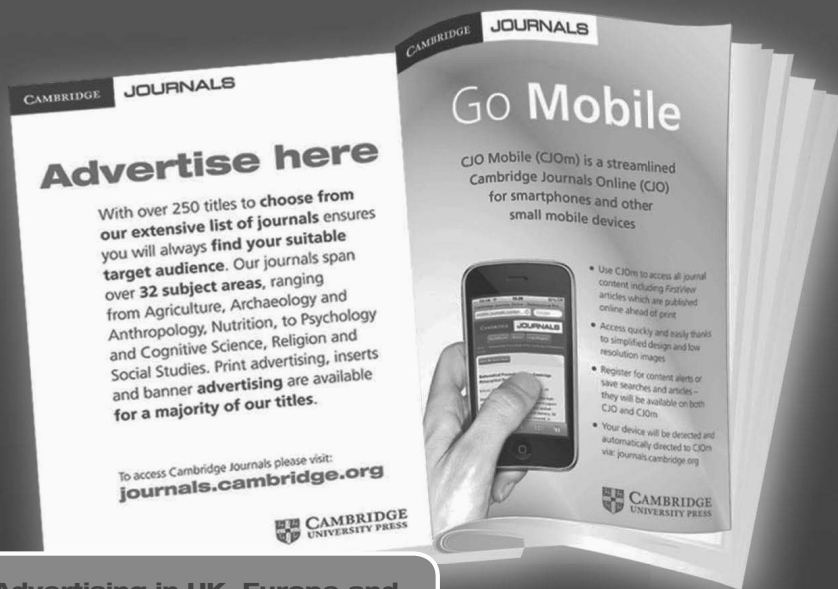 CAMBRIDGE JOURNALS
Advertise here
With over 250 titles to choose from
our extensive list of journals ensures
you will always find your suitable
target audience. Our journals span
over 32 subject areas, ranging
from Agriculture, Archaeology and
Anthropology, Nutrition, to Psychology
and Cognitive Science, Religion and
Social Studies. Print advertising, inserts
and banner advertising are available
for a majority of our titles.
To access Cambridge Journals please visit:
journals.cambridge.org
CAMBRIDGE
UNIVERSITY PRESS
CAMBRIDGE JOURNALS
Go Mobile
CJO Mobile (CJOm) is a streamlined
Cambridge Journals Online (CJO)
for smartphones and other
small mobile devices
CAMBRIDGE JOURNALS
• Use CJOm to access all journal
content including FirstView
articles which are published
online ahead of print
• Access quickly and easily thanks
to simplified design and low
resolution images
• Register for content alerts or
save searches and articles –
they will be available on both
CJO and CJOm
• Your device will be detected and
automatically directed to CJOm
via: journals.cambridge.org
CAMBRIDGE
UNIVERSITY PRESS
Advertising in UK, Europe and